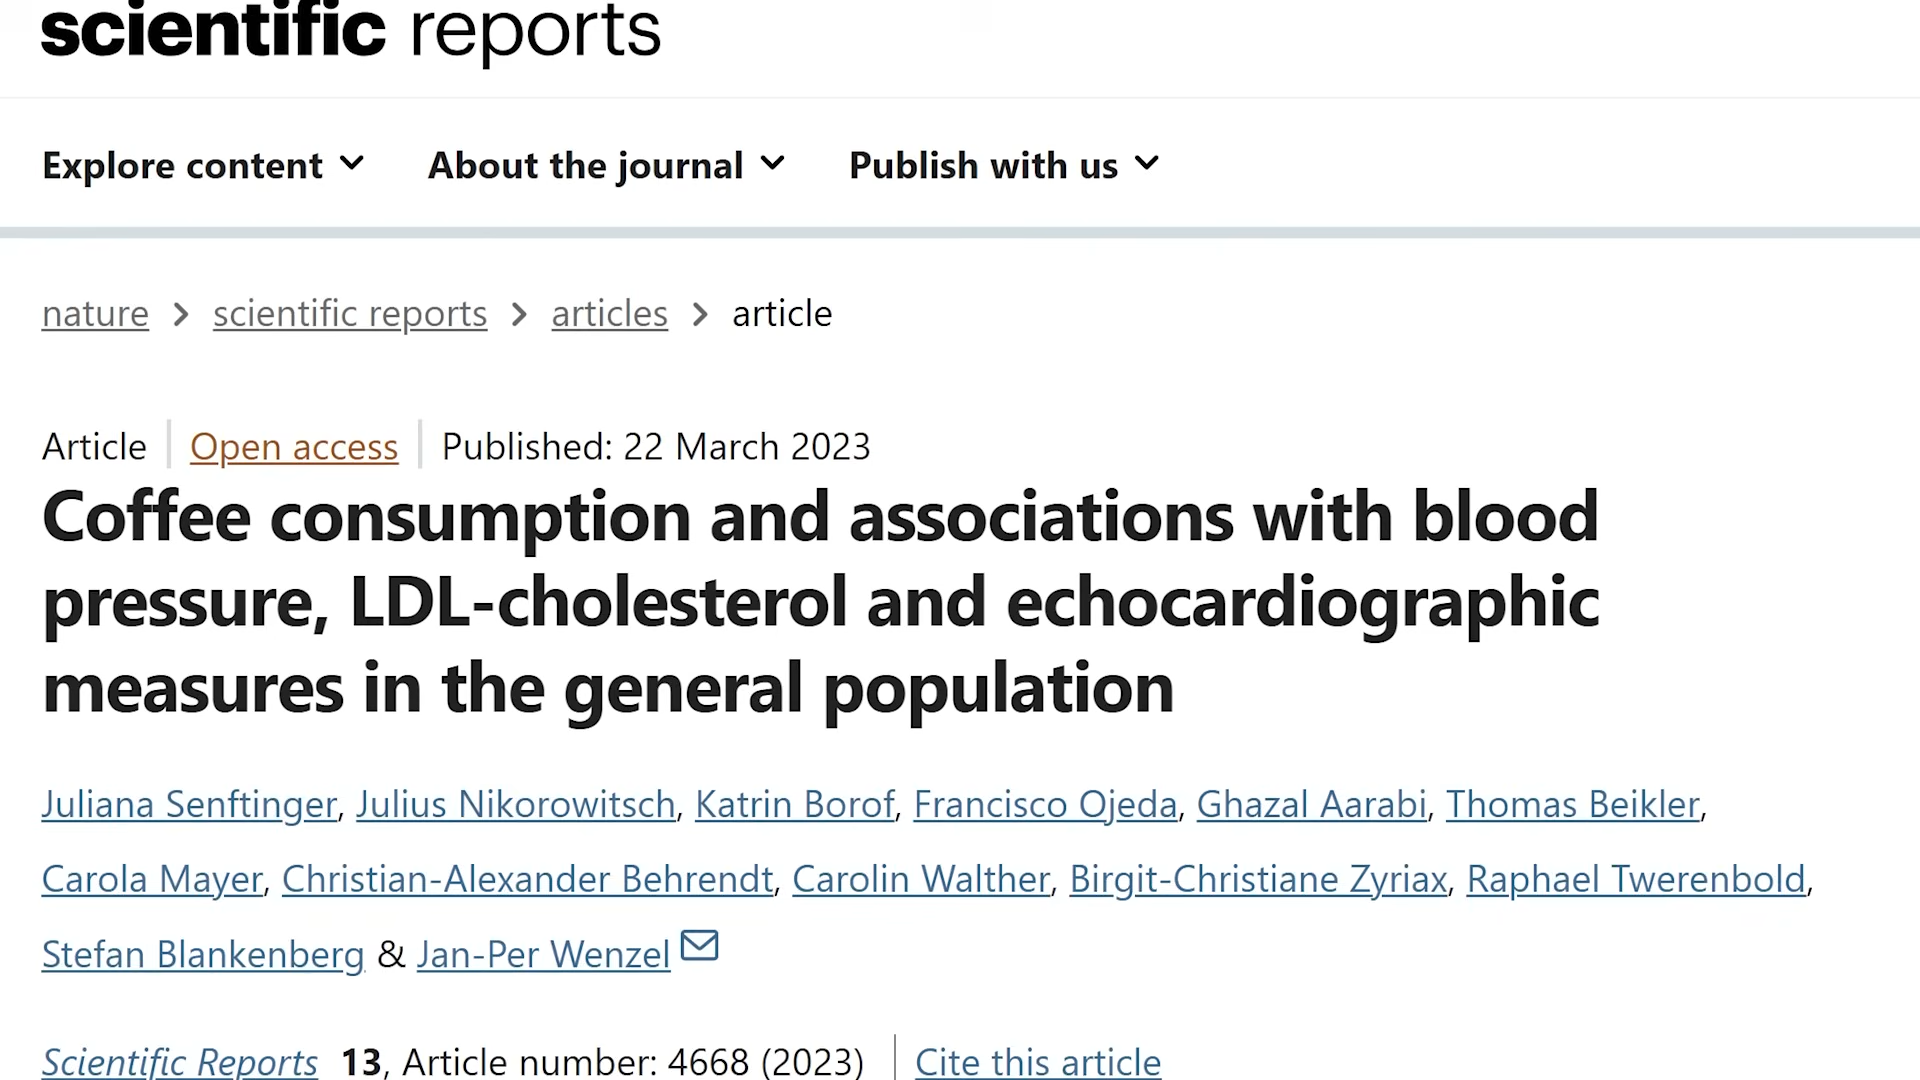 scientific reports
Explore content About the journal Publish with us
nature > scientific reports > articles > article
Article | Open access | Published: 22 March 2023
Coffee consumption and associations with blood
pressure, LDL-cholesterol and echocardiographic
measures in the general population
Juliana Senftinger, Julius Nikorowitsch, Katrin Borof, Francisco Ojeda, Ghazal Aarabi, Thomas Beikler,
Carola Mayer, Christian-Alexander Behrendt, Carolin Walther, Birgit-Christiane Zyriax, Raphael Twerenbold,
Stefan Blankenberg & Jan-Per Wenzel
Scientific Reports 13, Article number: 4668 (2023) | Cite this article